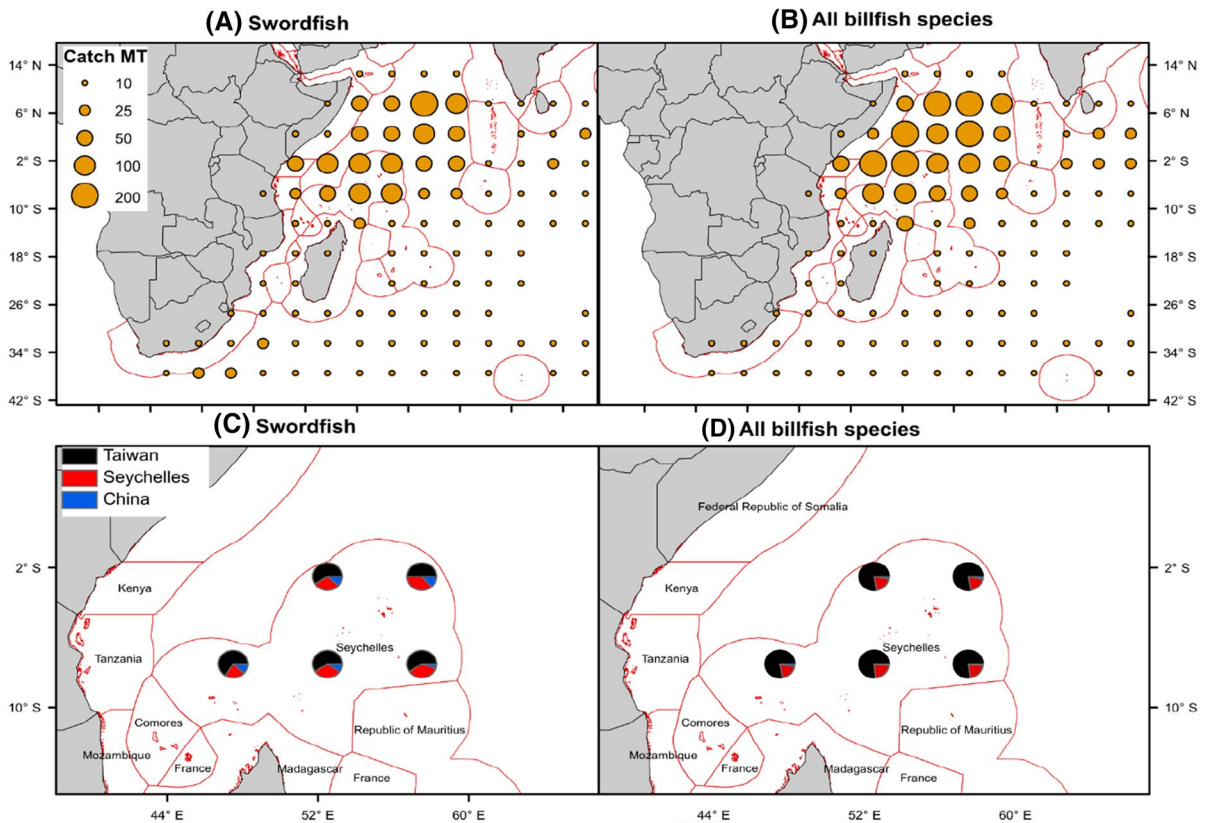 (A) Swordfish
(B) All billfish species
Catch MT
10
25
50
100
200
14° N
6° N
2° S
10° S
18° S
26° S
34° S
42° S
14° N
6° N
2° S
10° S
18° S
26° S
34° S
42° S
(C) Swordfish
(D) All billfish species
Taiwan
Seychelles
China
Kenya
Tanzania
Seychelles
Comores
Mozambique
France
Madagascar
Republic of Mauritius
France
Federal Republic of Somalia
Kenya
Tanzania
Seychelles
Comores
Mozambique
France
Madagascar
Republic of Mauritius
France
2° S
10° S
2° S
10° S
44° E
52° E
60° E
44° E
52° E
60° E